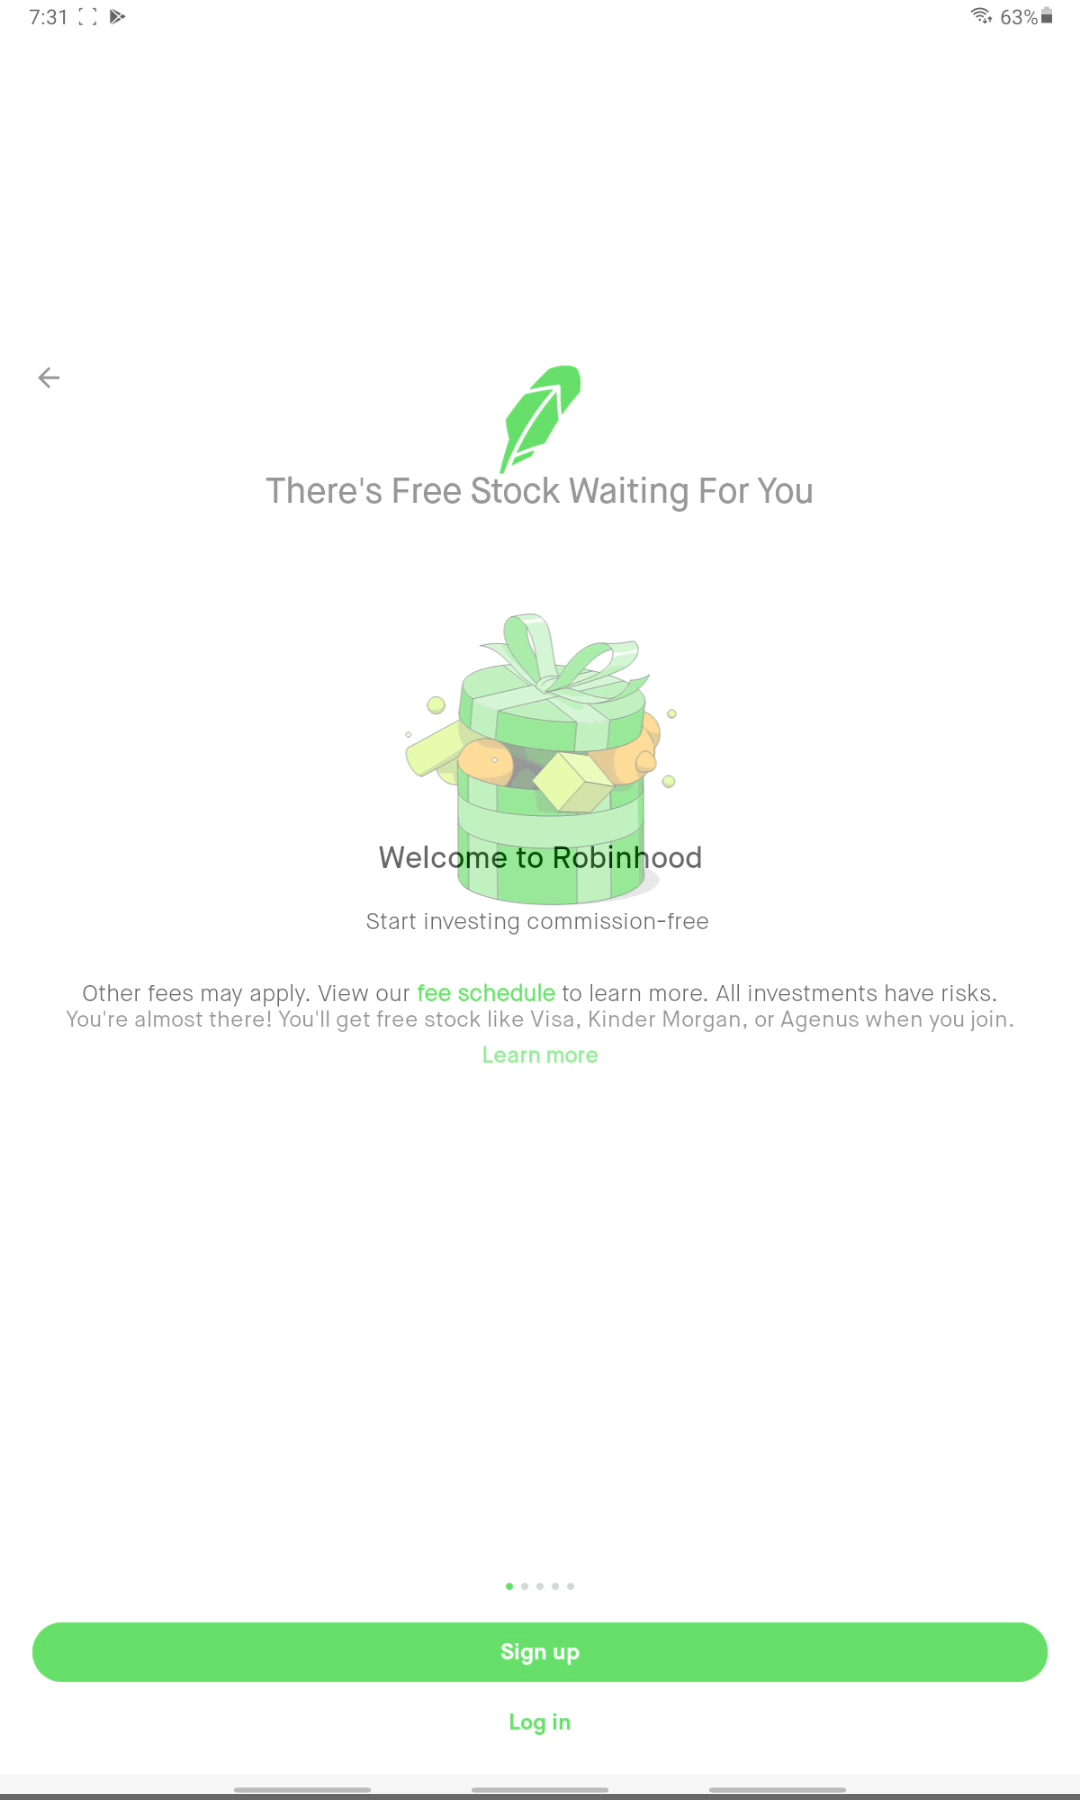 7:31
63%
There's Free Stock Waiting For You
Welcome to Robinhood
Start investing commission-free
Other fees may apply. View our fee schedule to learn more. All investments have risks.
You're almost there! You'll get free stock like Visa, Kinder Morgan, or Agenus when you join.
Learn more
Sign up
Log in